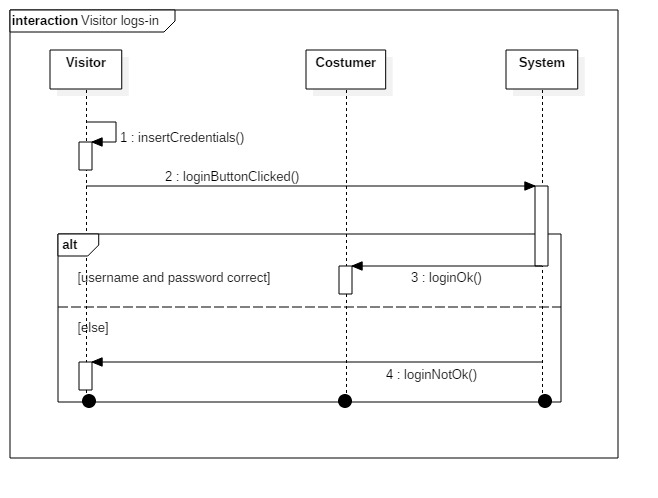 interaction Visitor logs-in
Visitor
Costumer
System
1 : insertCredentials()
2 : loginButtonClicked()
alt
[username and password correct]
3 : loginOk()
[else]
4 : loginNotOk()